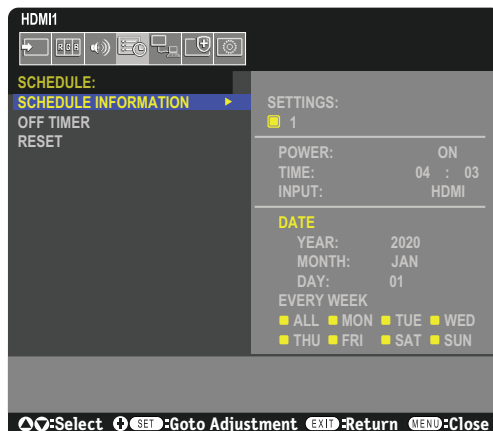 HDMI1
RGB
SCHEDULE:
SCHEDULE INFORMATION
OFF TIMER
RESET
SETTINGS:
1
POWER: ON
TIME: 04 : 03
INPUT: HDMI
DATE
YEAR: 2020
MONTH: JAN
DAY: 01
EVERY WEEK
ALL MON TUE WED
THU FRI SAT SUN
:Select SET :Goto Adjustment EXIT :Return MENU :Close